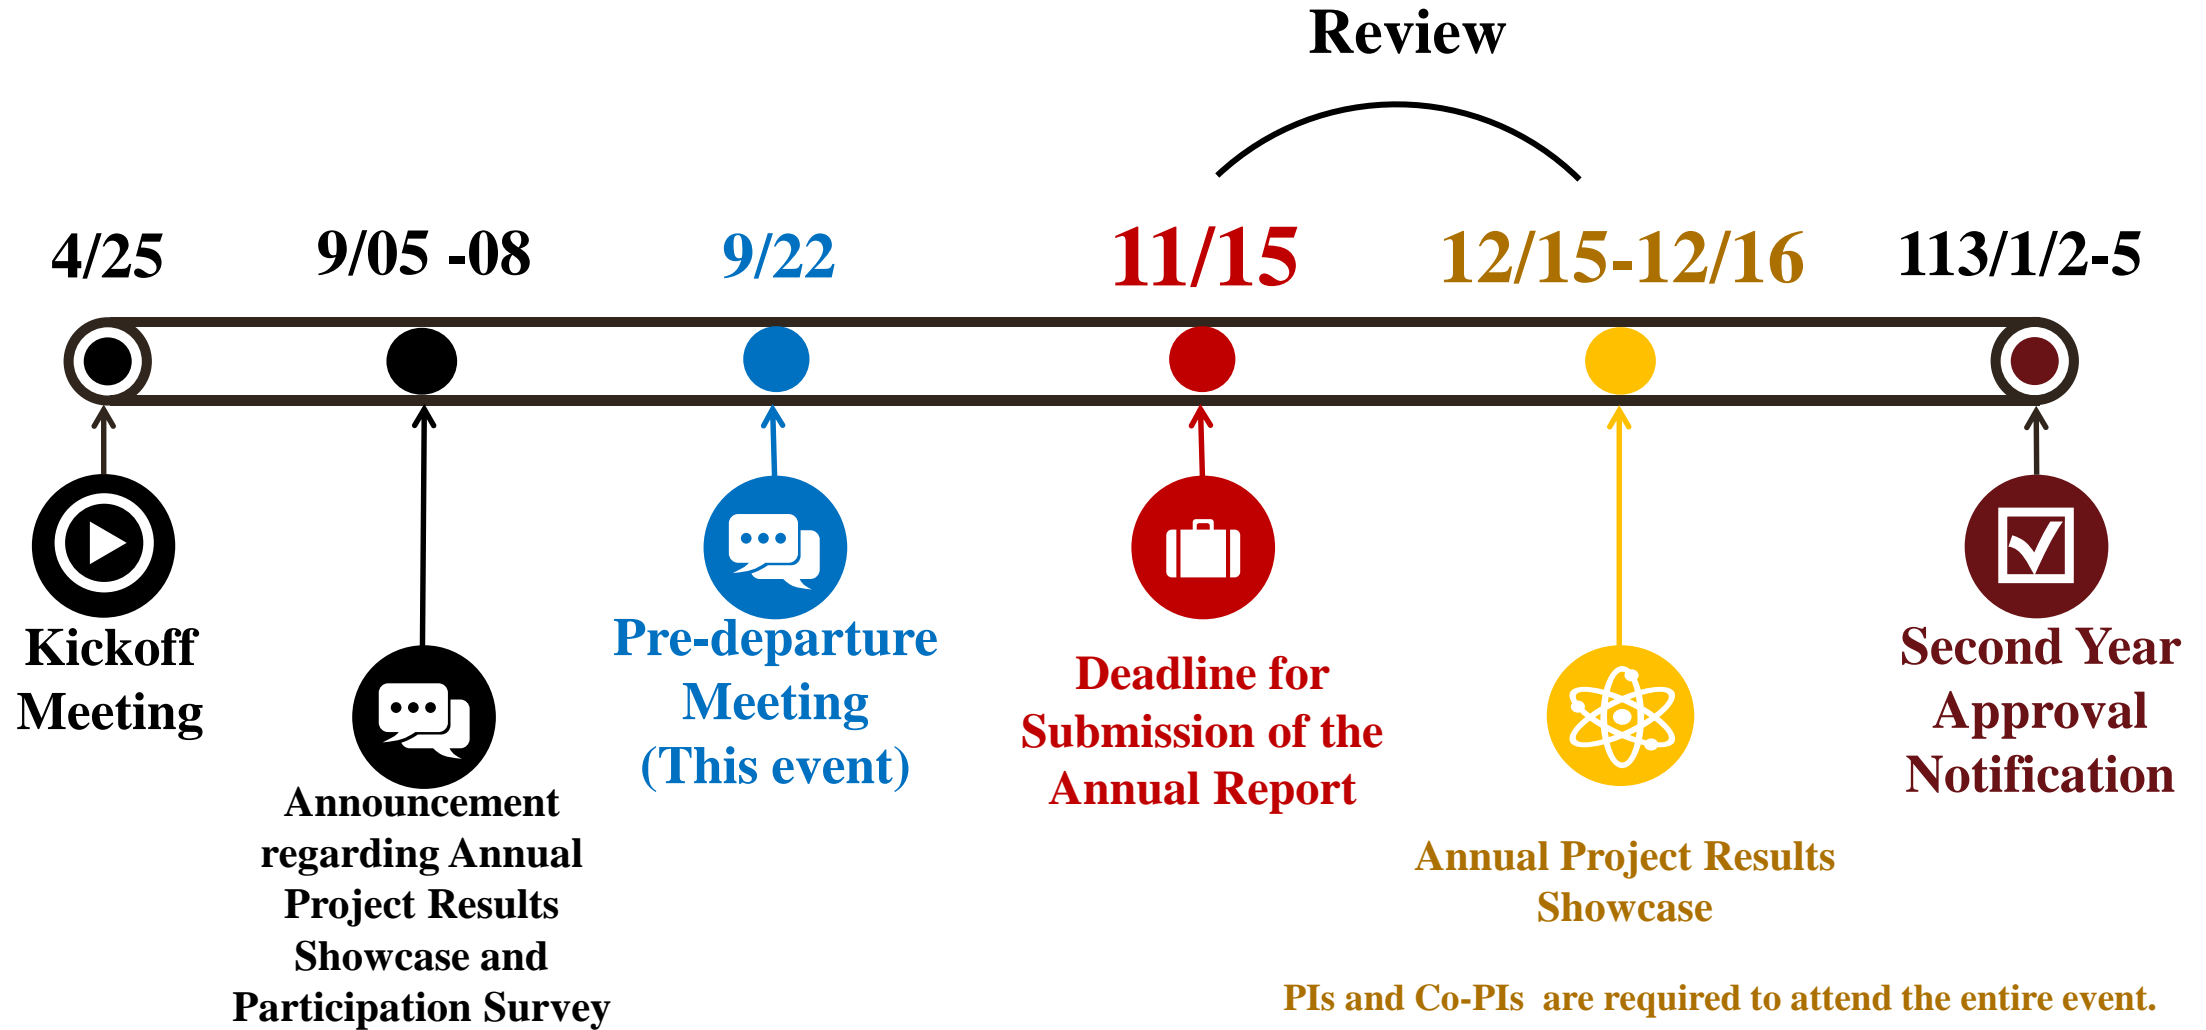 Review
4/25
9/05 -08
9/22
11/15
12/15-12/16
113/1/2-5
Kickoff
Meeting
Announcement
regarding Annual
Project Results
Showcase and
Participation Survey
Pre-departure
Meeting
(This event)
Deadline for
Submission of the
Annual Report
Annual Project Results
Showcase
PIs and Co-PIs  are required to attend the entire event.
Second Year
Approval
Notification